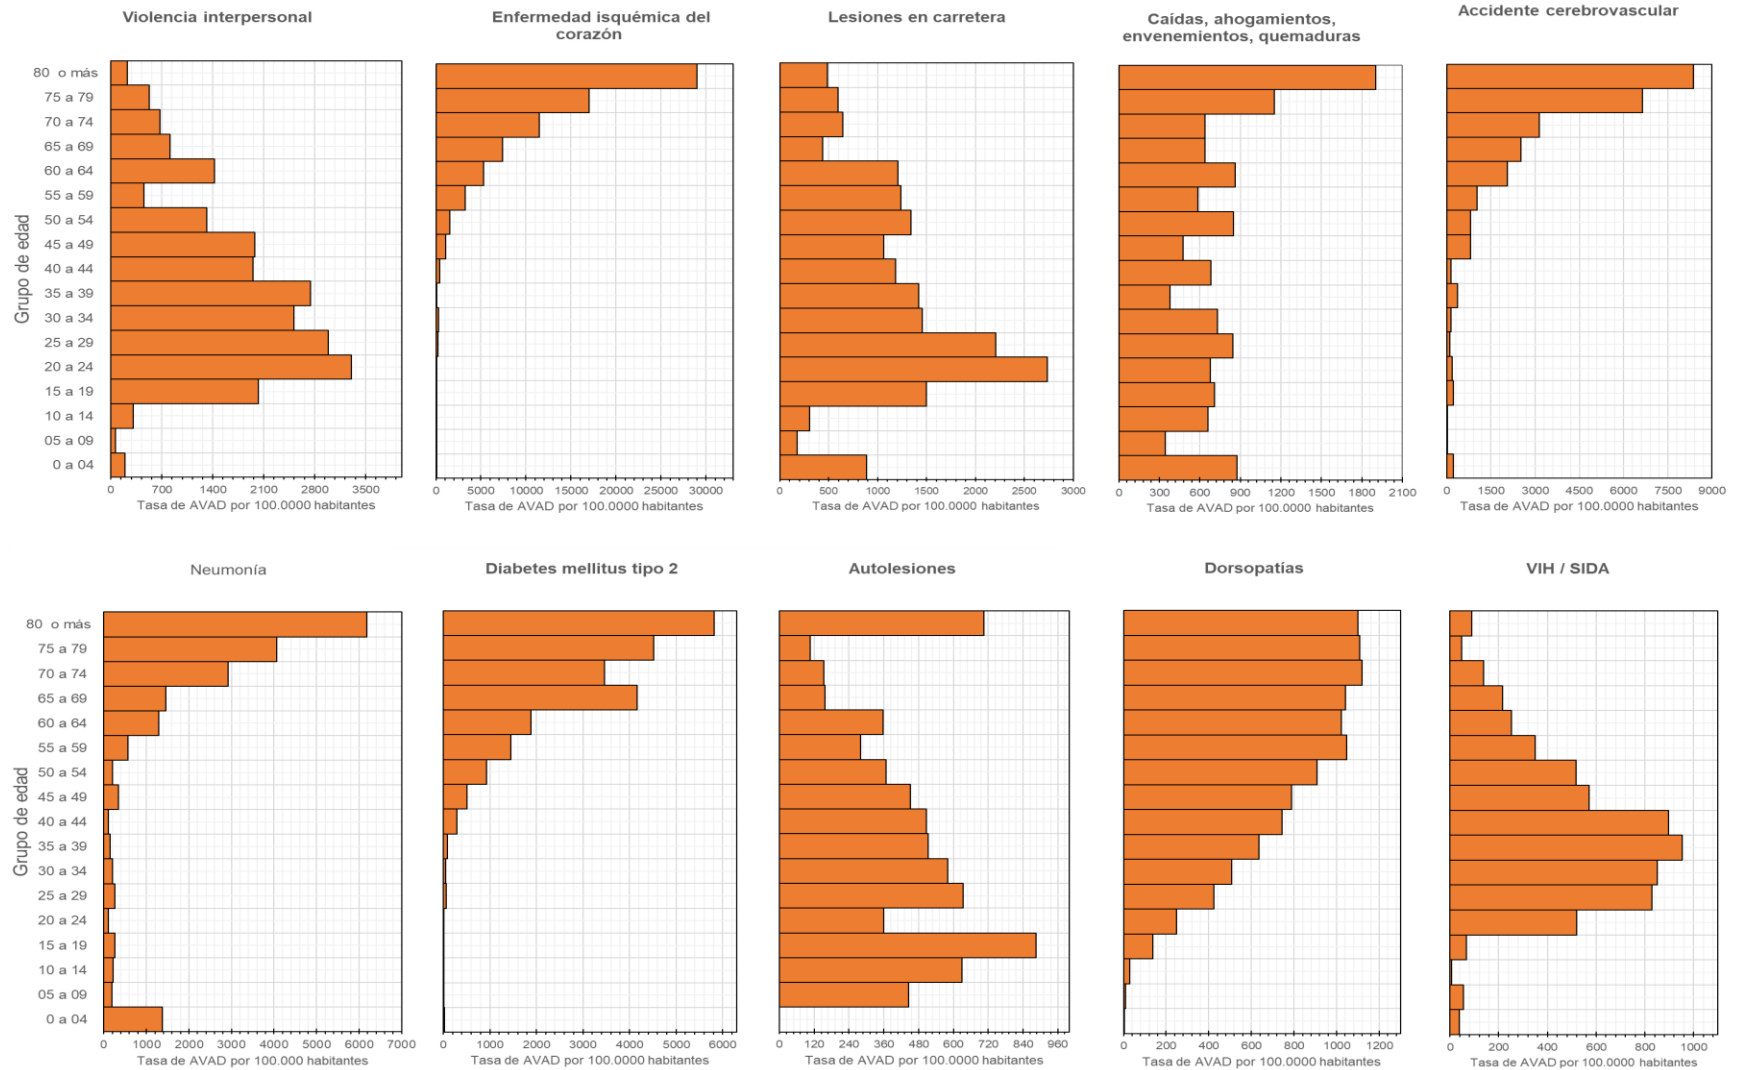 Violencia interpersonal
Enfermedad isquémica del
corazón
Lesiones en carretera
Caídas, ahogamientos,
envenemientos, quemaduras
Accidente cerebrovascular
Grupo de edad
80 o más
75 a 79
70 a 74
65 a 69
60 a 64
55 a 59
50 a 54
45 a 49
40 a 44
35 a 39
30 a 34
25 a 29
20 a 24
15 a 19
10 a 14
05 a 09
0 a 04
0 700 1400 2100 2800 3500
Tasa de AVAD por 100.0000 habitantes
0 5000 10000 15000 20000 25000 30000
Tasa de AVAD por 100.0000 habitantes
0 500 1000 1500 2000 2500 3000
Tasa de AVAD por 100.0000 habitantes
0 300 600 900 1200 1500 1800 2100
Tasa de AVAD por 100.0000 habitantes
0 1500 3000 4500 6000 7500 9000
Tasa de AVAD por 100.0000 habitantes
Neumonía
Diabetes mellitus tipo 2
Autolesiones
Dorsopatías
VIH / SIDA
Grupo de edad
80 o más
75 a 79
70 a 74
65 a 69
60 a 64
55 a 59
50 a 54
45 a 49
40 a 44
35 a 39
30 a 34
25 a 29
20 a 24
15 a 19
10 a 14
05 a 09
0 a 04
0 1000 2000 3000 4000 5000 6000 7000
Tasa de AVAD por 100.000 habitantes
0 1000 2000 3000 4000 5000 6000
Tasa de AVAD por 100.0000 habitantes
0 120 240 360 480 600 720 840 960
Tasa de AVAD por 100.0000 habitantes
0 200 400 600 800 1000 1200
Tasa de AVAD por 100.0000 habitantes
0 200 400 600 800 1000
Tasa de AVAD por 100.0000 habitantes